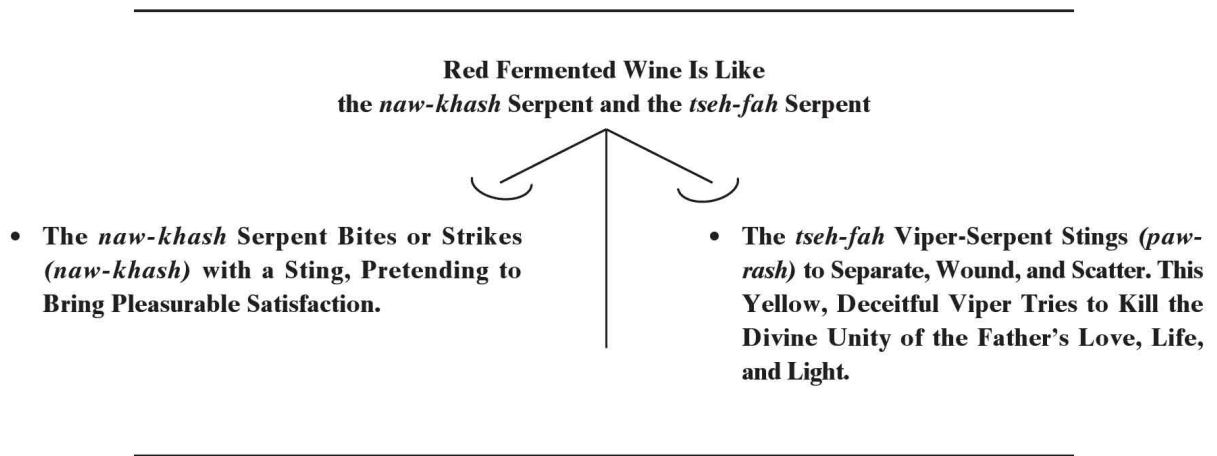 Red Fermented Wine Is Like
the naw-khash Serpent and the tseh-fah Serpent
• The naw-khash Serpent Bites or Strikes
(naw-khash) with a Sting, Pretending to
Bring Pleasurable Satisfaction.
• The tseh-fah Viper-Serpent Stings (paw-
rash) to Separate, Wound, and Scatter. This
Yellow, Deceitful Viper Tries to Kill the
Divine Unity of the Father’s Love, Life,
and Light.